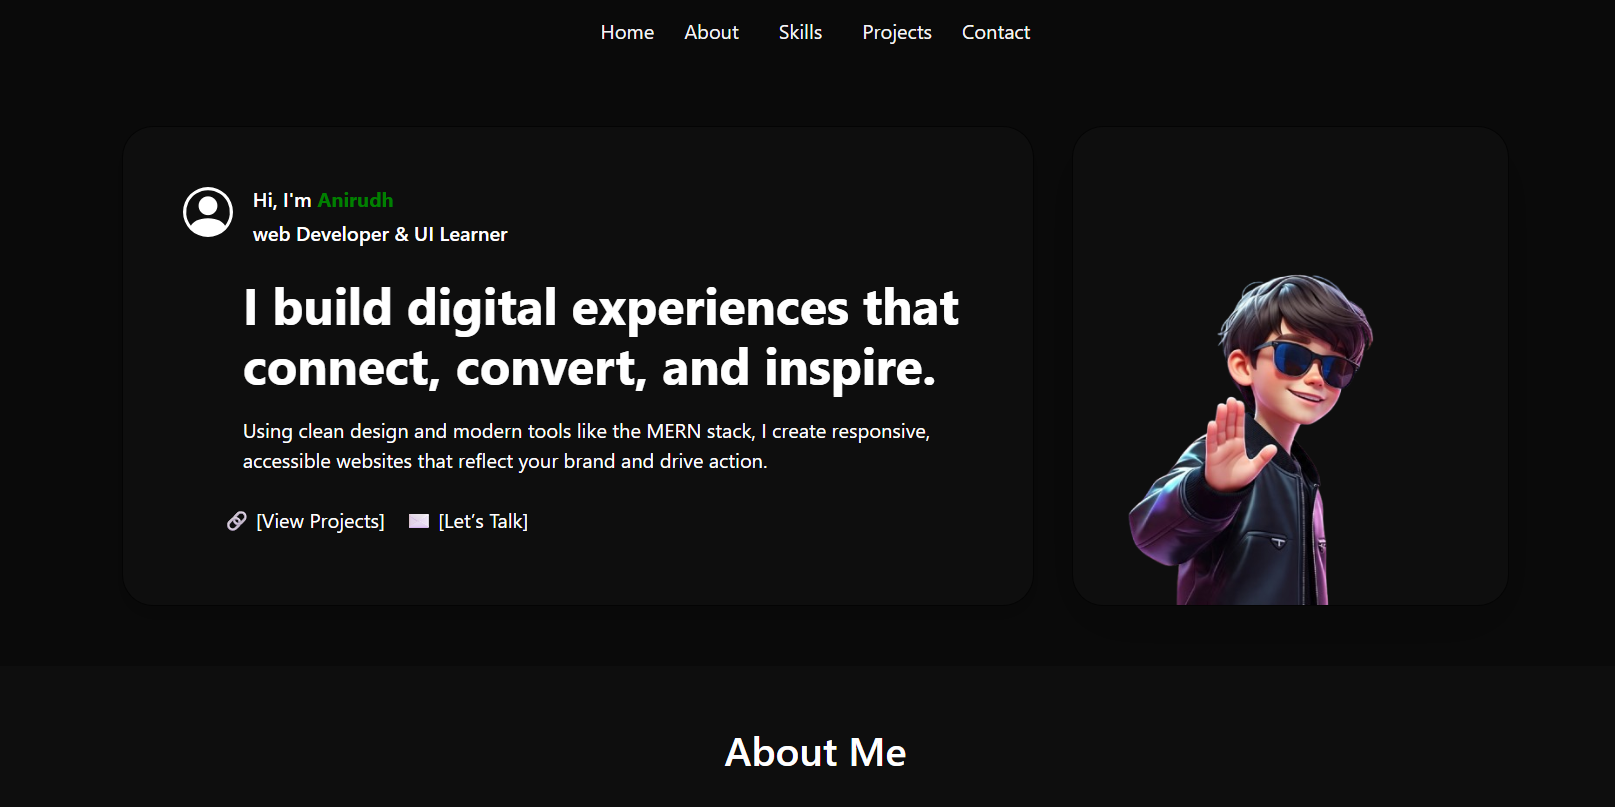 Home About Skills Projects Contact
Hi, I'm Anirudh
web Developer & UI Learner
I build digital experiences that
connect, convert, and inspire.
Using clean design and modern tools like the MERN stack, I create responsive,
accessible websites that reflect your brand and drive action.
🔗 [View Projects] ✉️ [Let’s Talk]
About Me